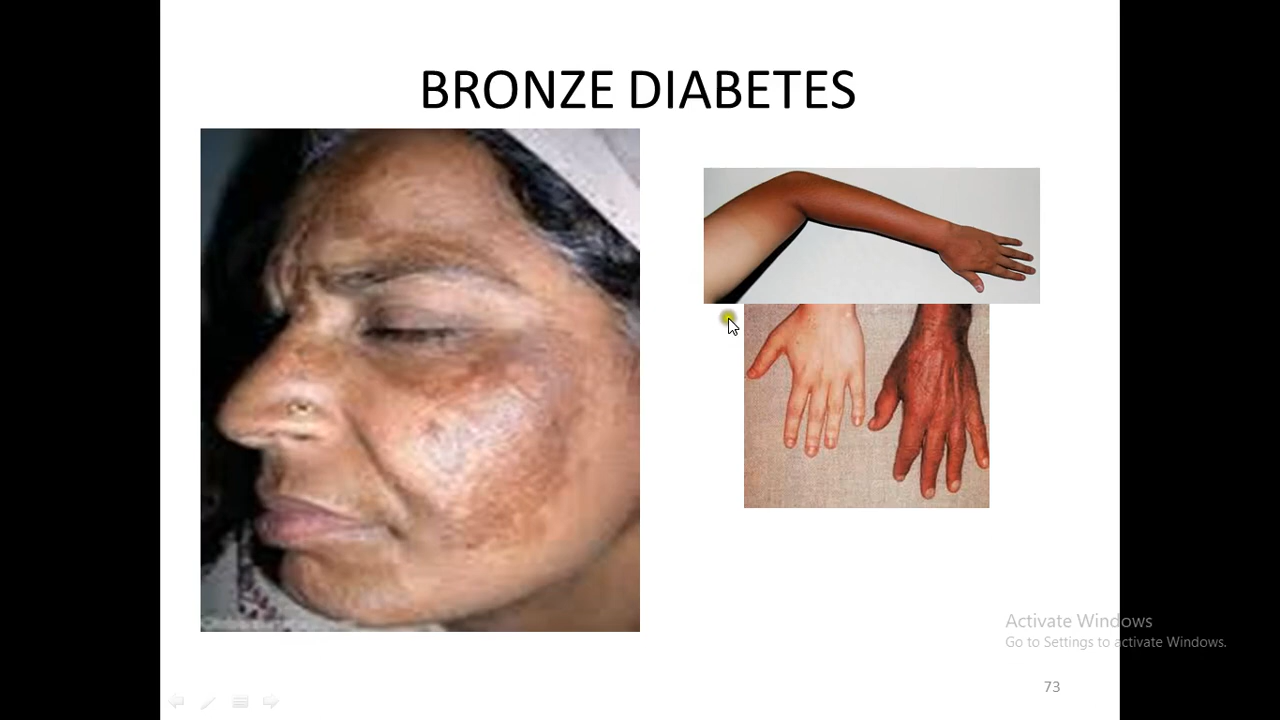 BRONZE DIABETES
Activate Windows
Go to Settings to activate Windows.
73